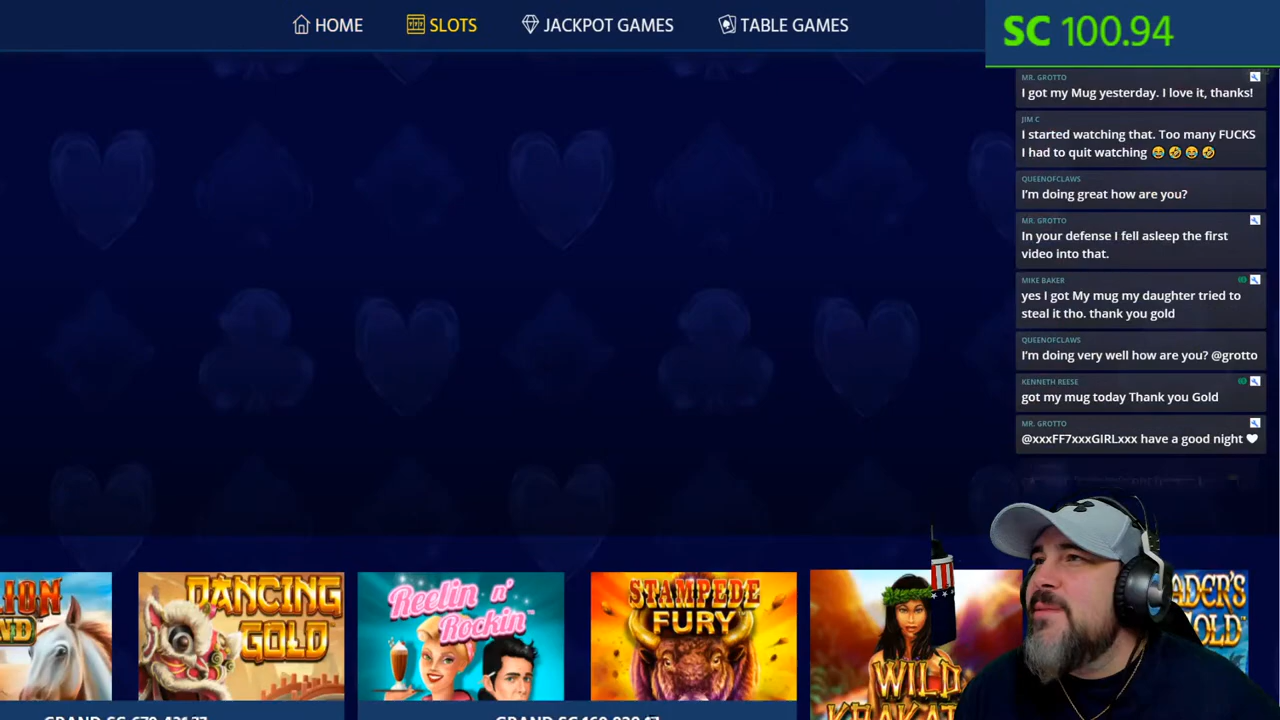 HOME
SLOTS
JACKPOT GAMES
TABLE GAMES
SC 100.94
MR. GROTTO
I got my Mug yesterday. I love it, thanks!
JIM C
I started watching that. Too many FUCKS
I had to quit watching 😂 🤣 😂 🤣
QUEENOFCLAWS
I'm doing great how are you?
MR. GROTTO
In your defense I fell asleep the first
video into that.
MIKE BAKER
yes I got My mug my daughter tried to
steal it tho. thank you gold
QUEENOFCLAWS
I'm doing very well how are you? @grotto
KENNETH REESE
got my mug today Thank you Gold
MR. GROTTO
@xxxFF7xxxGIRLxxx have a good night 🤍
DANCING
GOLD
Reelin n'
Rockin™
STAMPEDE
FURY
WILD